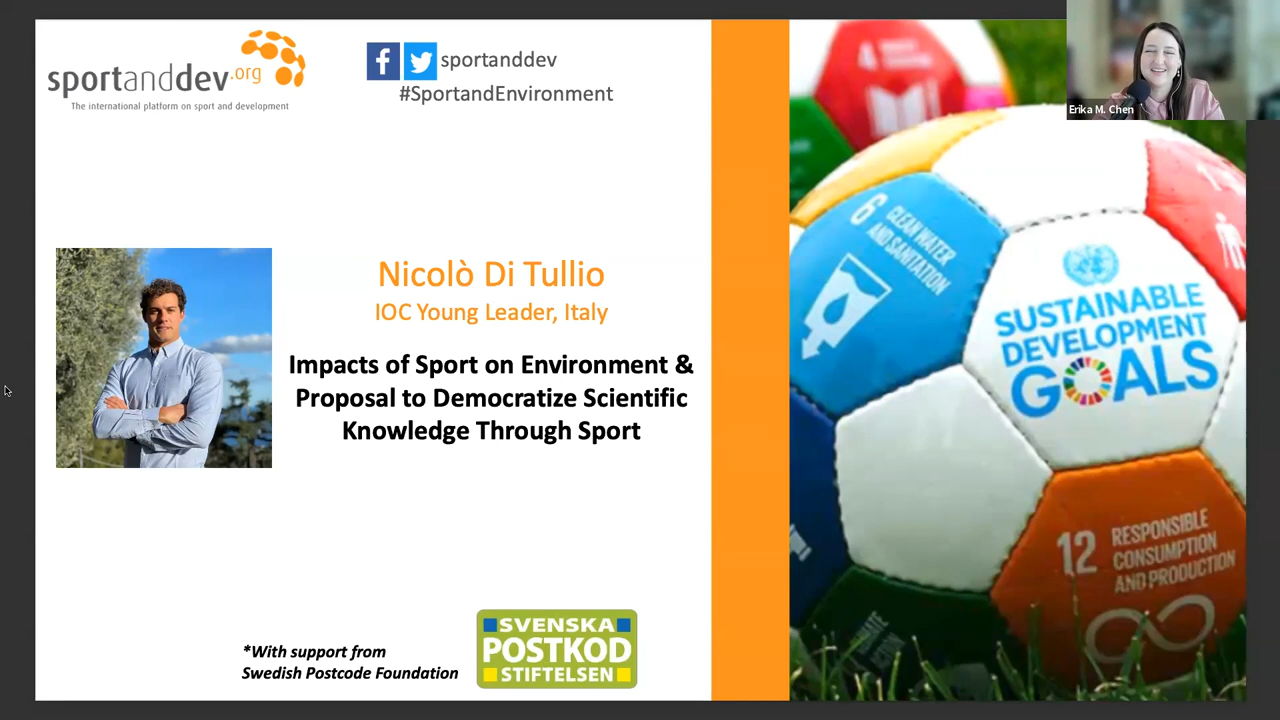 sportanddev.org
The international platform on sport and development
sportanddev
#SportandEnvironment
Erika M. Chen
Nicolò Di Tullio
IOC Young Leader, Italy
Impacts of Sport on Environment &
Proposal to Democratize Scientific
Knowledge Through Sport
*With support from
Swedish Postcode Foundation
SVENSKA
POSTKOD
STIFTELSEN
4
6
CLEAN WATER
AND SANITATION
SUSTAINABLE
DEVELOPMENT
GOALS
12
RESPONSIBLE
CONSUMPTION
AND PRODUCTION